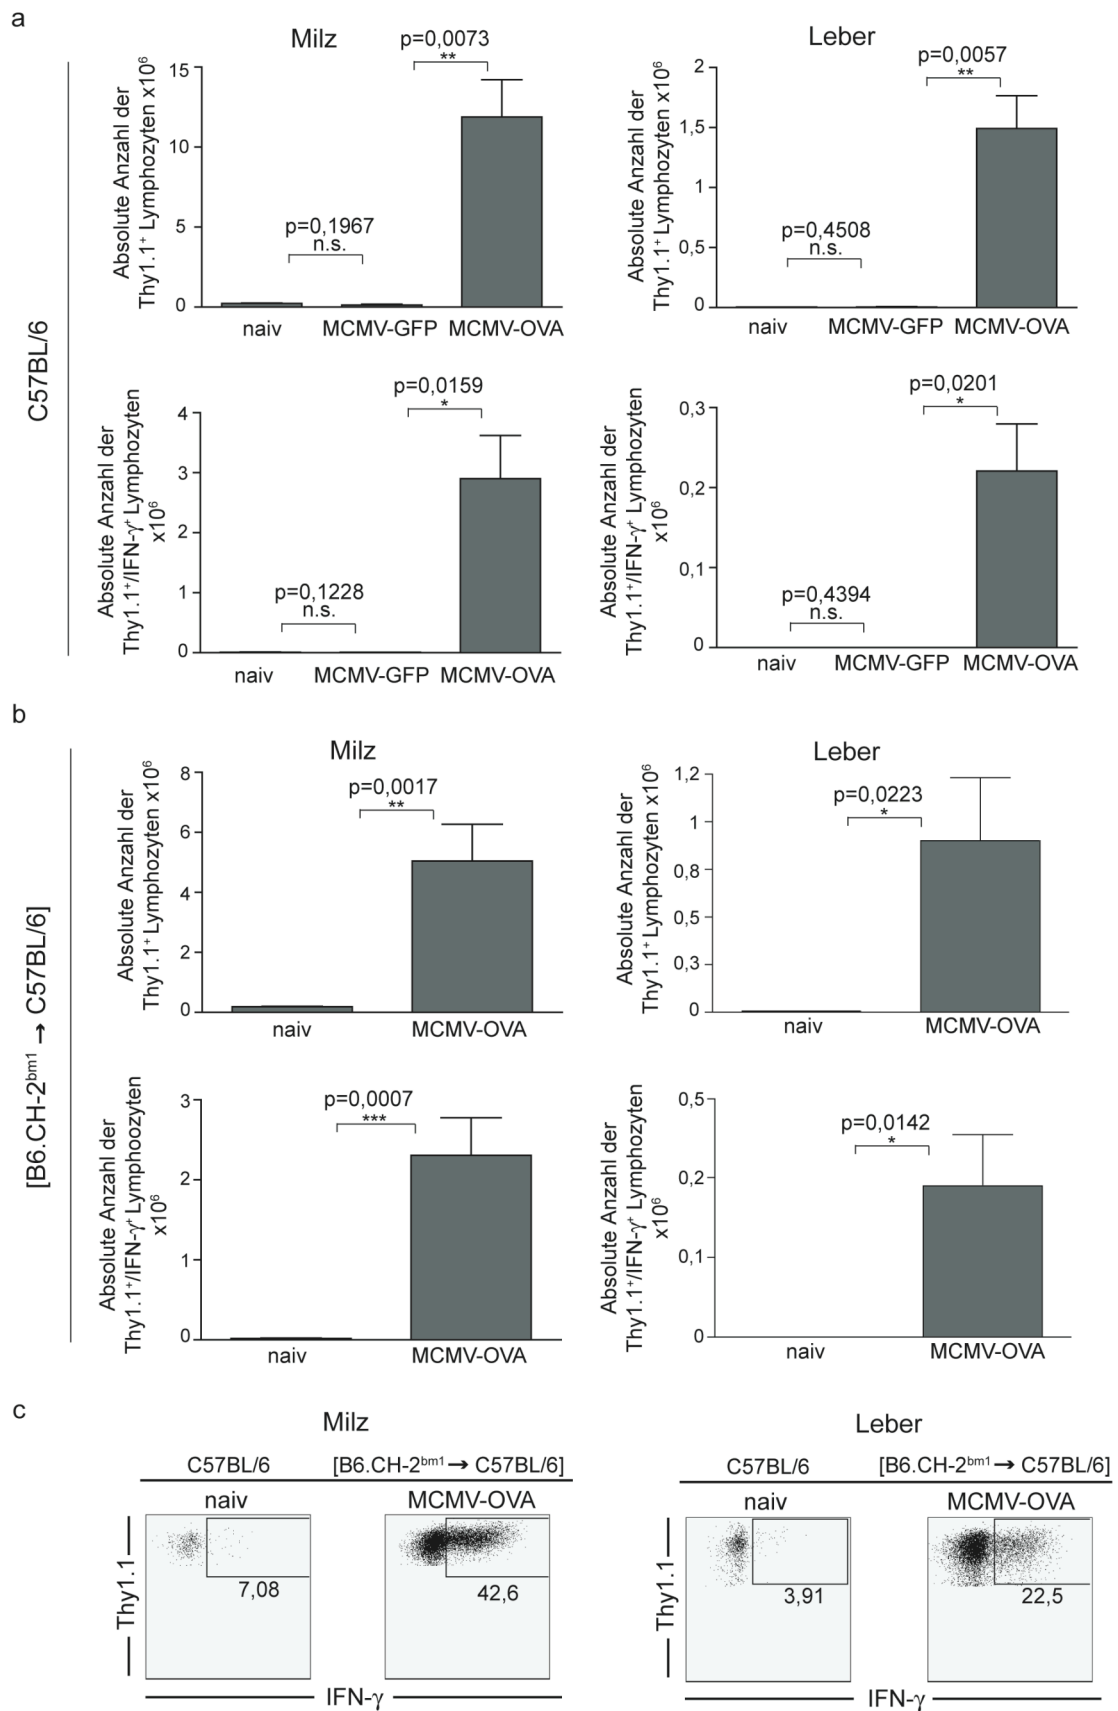 a
C57BL/6
Milz
p=0,0073
**
Absolute Anzahl der
Thy1.1⁺ Lymphozyten x10⁶
15
10
5
0
p=0,1967
n.s.
naiv MCMV-GFP MCMV-OVA
Leber
p=0,0057
**
Absolute Anzahl der
Thy1.1⁺ Lymphozyten x10⁶
2
1,5
1
0,5
0
p=0,4508
n.s.
naiv MCMV-GFP MCMV-OVA
p=0,0159
*
Absolute Anzahl der
Thy1.1⁺/IFN-γ⁺ Lymphozyten
x10⁶
4
3
2
1
0
p=0,1228
n.s.
naiv MCMV-GFP MCMV-OVA
p=0,0201
*
Absolute Anzahl der
Thy1.1⁺/IFN-γ⁺ Lymphozyten
x10⁶
0,3
0,2
0,1
0
p=0,4394
n.s.
naiv MCMV-GFP MCMV-OVA
b
[B6.CH-2ᵇᵐ¹ → C57BL/6]
Milz
p=0,0017
**
Absolute Anzahl der
Thy1.1⁺ Lymphozyten x10⁶
8
6
4
2
0
naiv MCMV-OVA
Leber
p=0,0223
*
Absolute Anzahl der
Thy1.1⁺ Lymphozyten x10⁶
1,2
1
0,8
0,5
0,3
0
naiv MCMV-OVA
p=0,0007
***
Absolute Anzahl der
Thy1.1⁺/IFN-γ⁺ Lymphoozyten
x10⁶
3
2
1
0
naiv MCMV-OVA
p=0,0142
*
Absolute Anzahl der
Thy1.1⁺/IFN-γ⁺ Lymphozyten
x10⁶
0,5
0,2
0,1
0
naiv MCMV-OVA
c
Milz
C57BL/6 [B6.CH-2ᵇᵐ¹ → C57BL/6]
naiv MCMV-OVA
Thy1.1
7,08 42,6
IFN-γ
Leber
C57BL/6 [B6.CH-2ᵇᵐ¹ → C57BL/6]
naiv MCMV-OVA
Thy1.1
3,91 22,5
IFN-γ